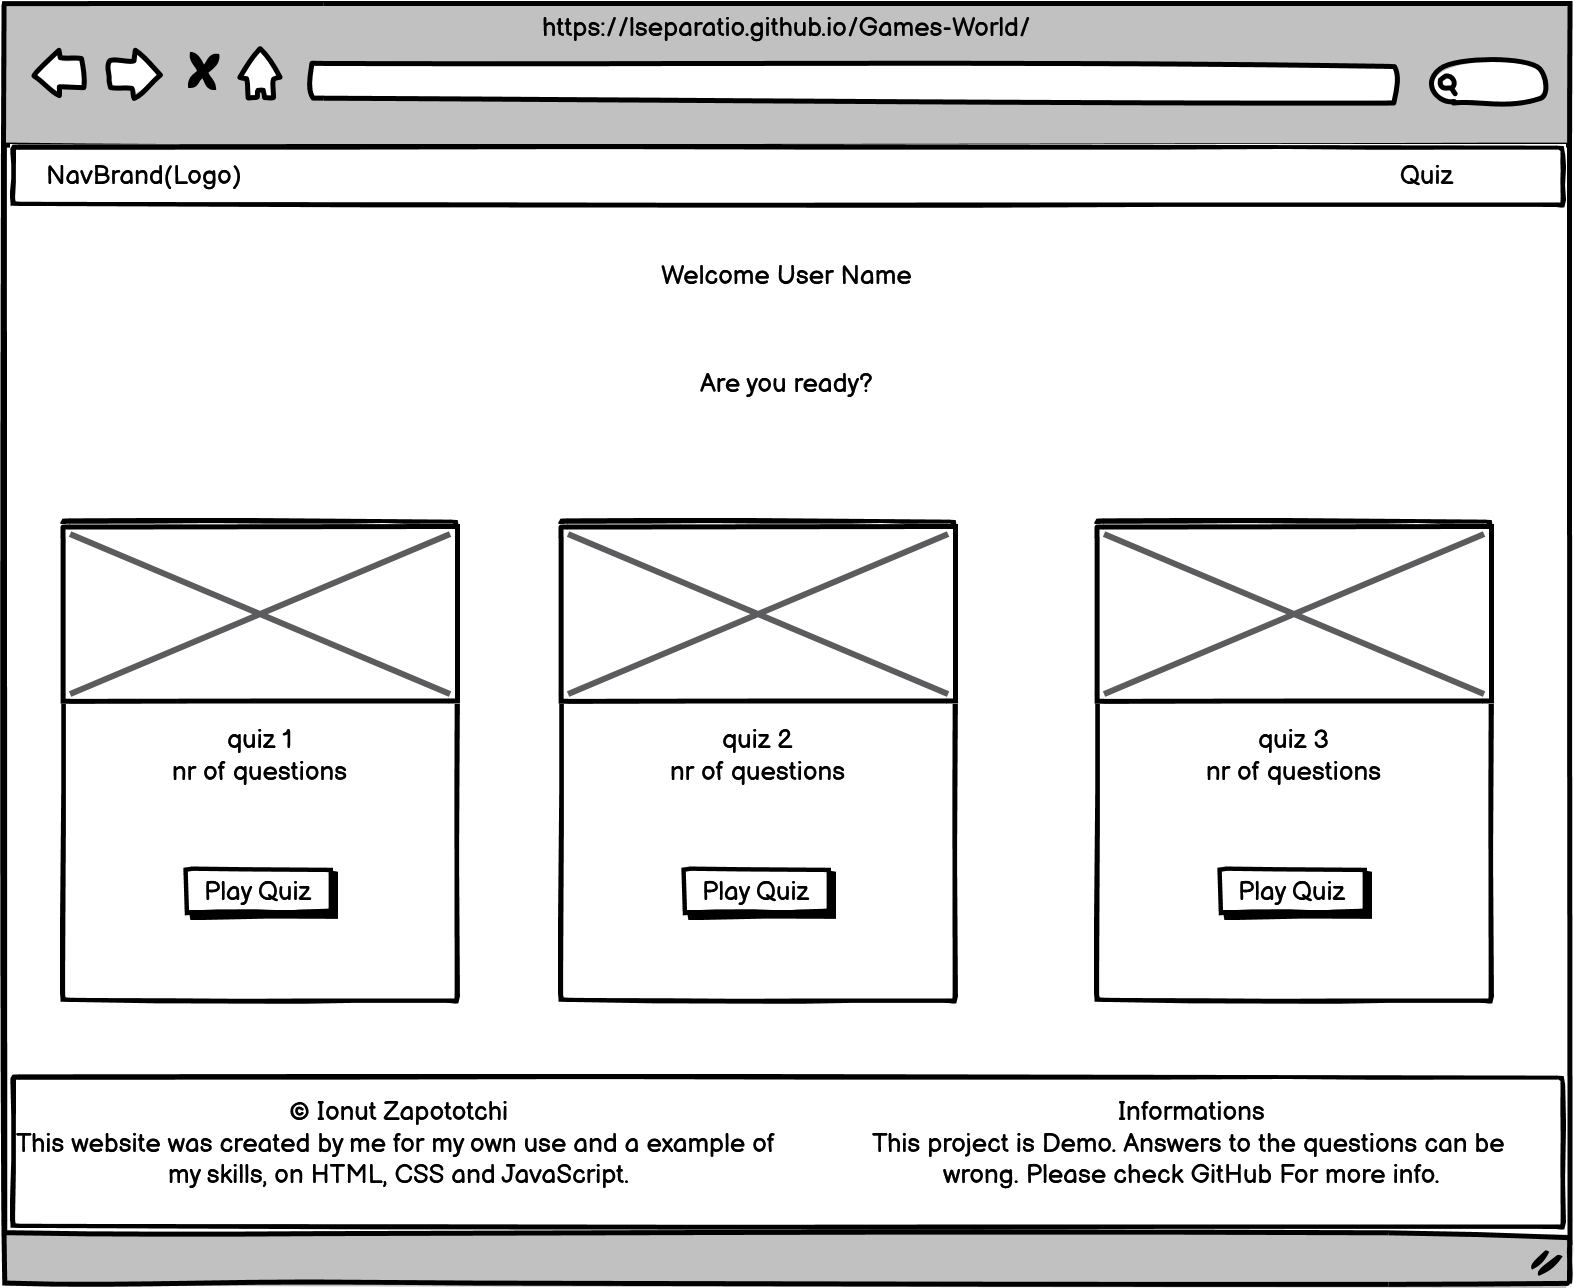 https://Iseparatio.github.io/Games-World/
NavBrand(Logo)
Quiz
Welcome User Name
Are you ready?
quiz 1
nr of questions
Play Quiz
quiz 2
nr of questions
Play Quiz
quiz 3
nr of questions
Play Quiz
© Ionut Zapototchi
This website was created by me for my own use and a example of
my skills, on HTML, CSS and JavaScript.
Informations
This project is Demo. Answers to the questions can be
wrong. Please check GitHub For more info.